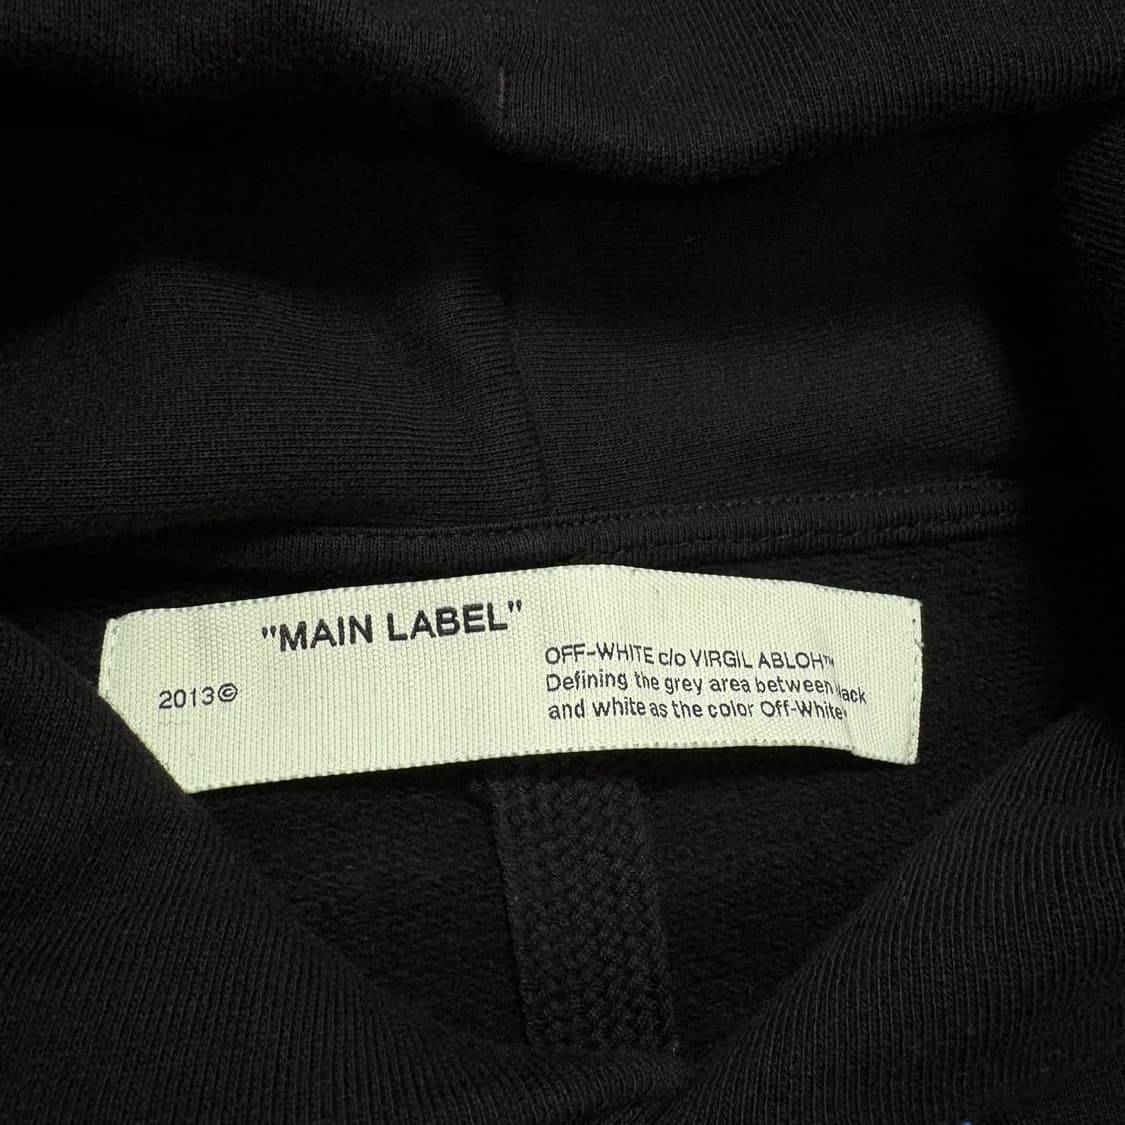 "MAIN LABEL"
2013©
OFF-WHITE c/o VIRGIL ABLOH™
Defining the grey area between lack
and white as the color Off-White